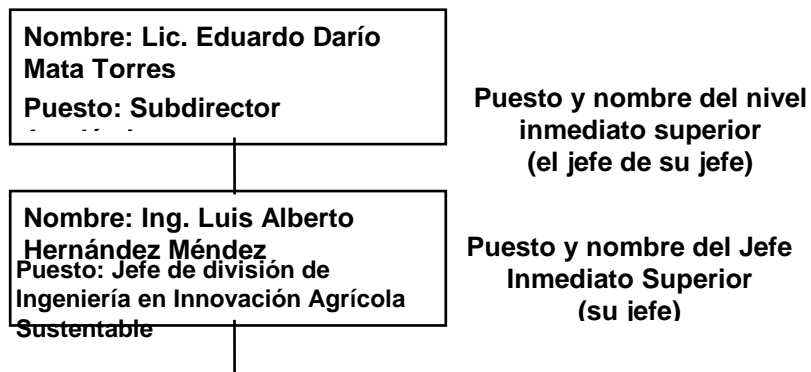 Nombre: Lic. Eduardo Darío
Mata Torres
Puesto: Subdirector
Puesto y nombre del nivel
inmediato superior
(el jefe de su jefe)
Nombre: Ing. Luis Alberto
Hernández Méndez
Puesto: Jefe de división de
Ingeniería en Innovación Agrícola
Sustentable
Puesto y nombre del Jefe
Inmediato Superior
(su jefe)